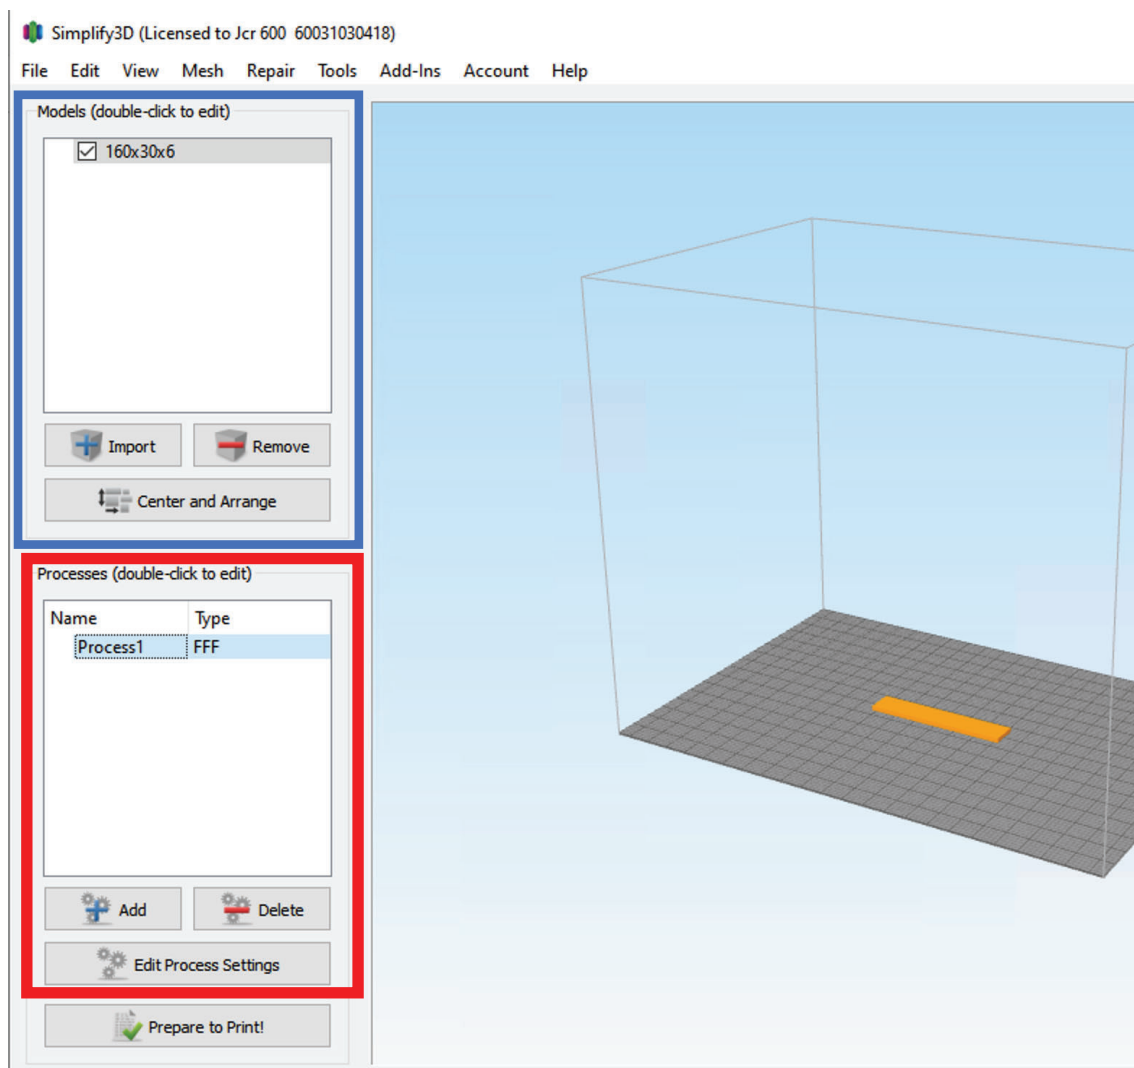 Simplify3D (Licensed to Jcr 600  60031030418)
File Edit View Mesh Repair Tools Add-Ins Account Help
Models (double-click to edit)
160x30x6
Import Remove
Center and Arrange
Processes (double-click to edit)
Name Type
Process1 FFF
Add Delete
Edit Process Settings
Prepare to Print!